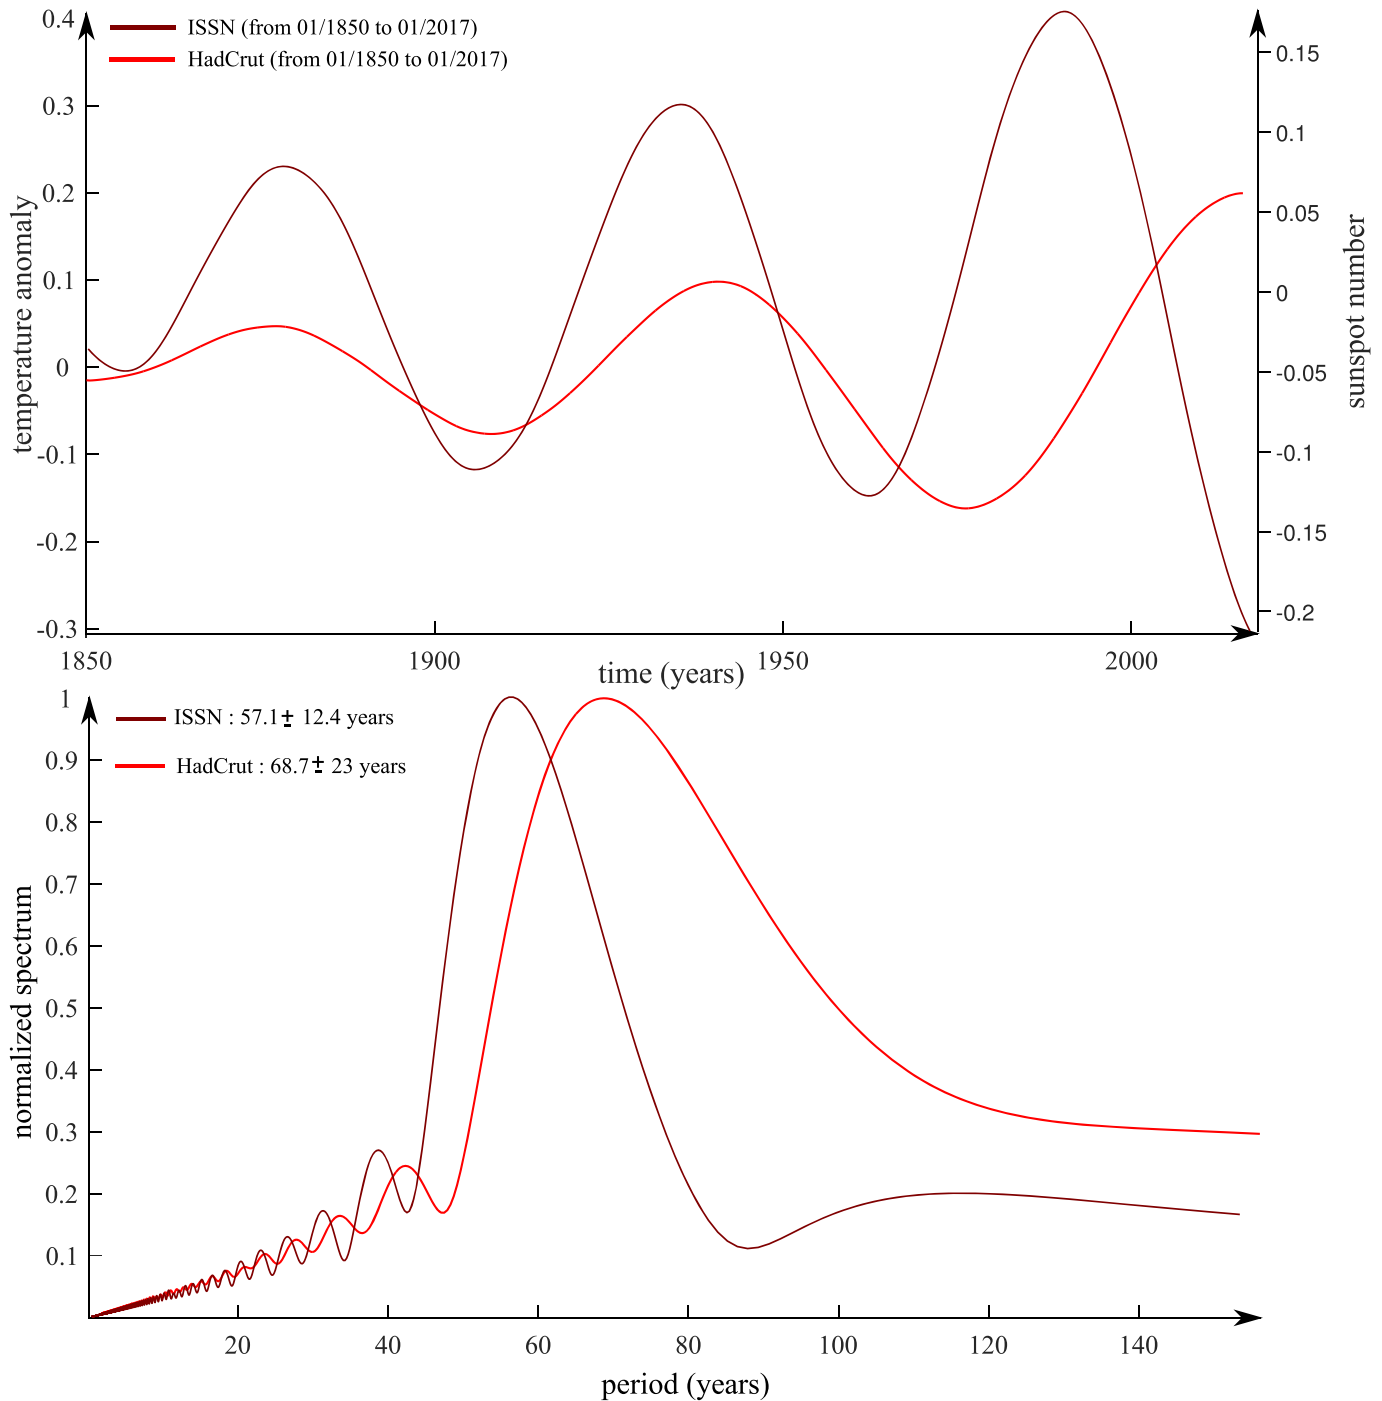 0.4
0.3
0.2
0.1
0
-0.1
-0.2
-0.3
temperature anomaly
ISSN (from 01/1850 to 01/2017)
HadCrut (from 01/1850 to 01/2017)
0.15
0.1
0.05
0
-0.05
-0.1
-0.15
-0.2
sunspot number
1850 1900 1950 2000
time (years)
1
0.9
0.8
0.7
0.6
0.5
0.4
0.3
0.2
0.1
normalized spectrum
ISSN : 57.1± 12.4 years
HadCrut : 68.7± 23 years
20 40 60 80 100 120 140
period (years)